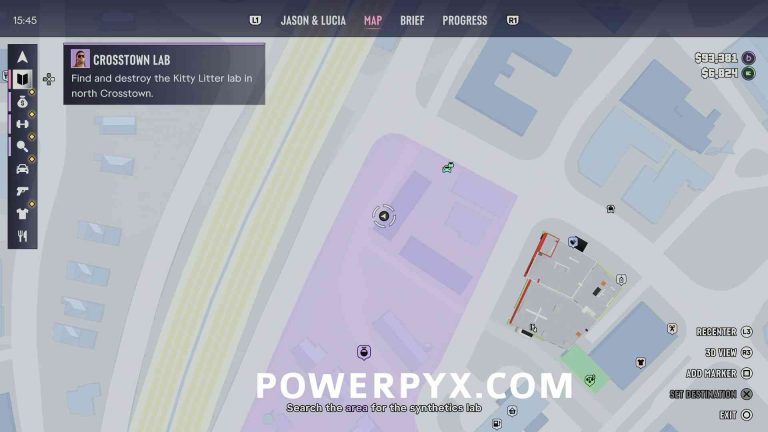 15:45
L1 JASON & LUCIA MAP BRIEF PROGRESS R1
CROSSTOWN LAB
Find and destroy the Kitty Litter lab in
north Crosstown.
$93,381
$6,824
RECENTER L3
3D VIEW R3
ADD MARKER
SET DESTINATION
EXIT
POWERPYX.COM
Search the area for the synthetics lab